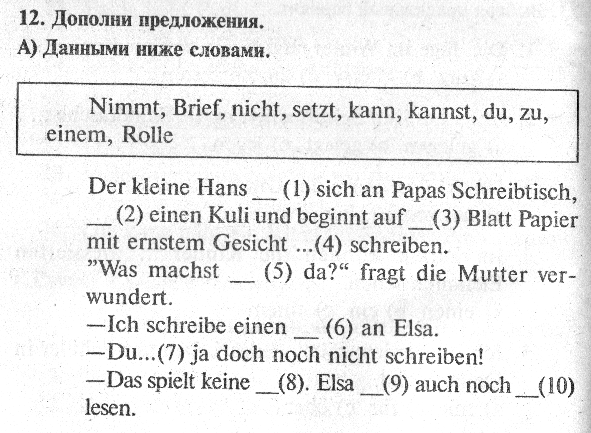 12. Дополни предложения.
А) Данными ниже словами.
Nimmt, Brief, nicht, setzt, kann, kannst, du, zu,
einem, Rolle
Der kleine Hans __ (1) sich an Papas Schreibtisch,
__ (2) einen Kuli und beginnt auf __(3) Blatt Papier
mit ernstem Gesicht ...(4) schreiben.
”Was machst __ (5) da?“ fragt die Mutter ver-
wundert.
—Ich schreibe einen __ (6) an Elsa.
—Du...(7) ja doch noch nicht schreiben!
—Das spielt keine __(8). Elsa __(9) auch noch __(10)
lesen.